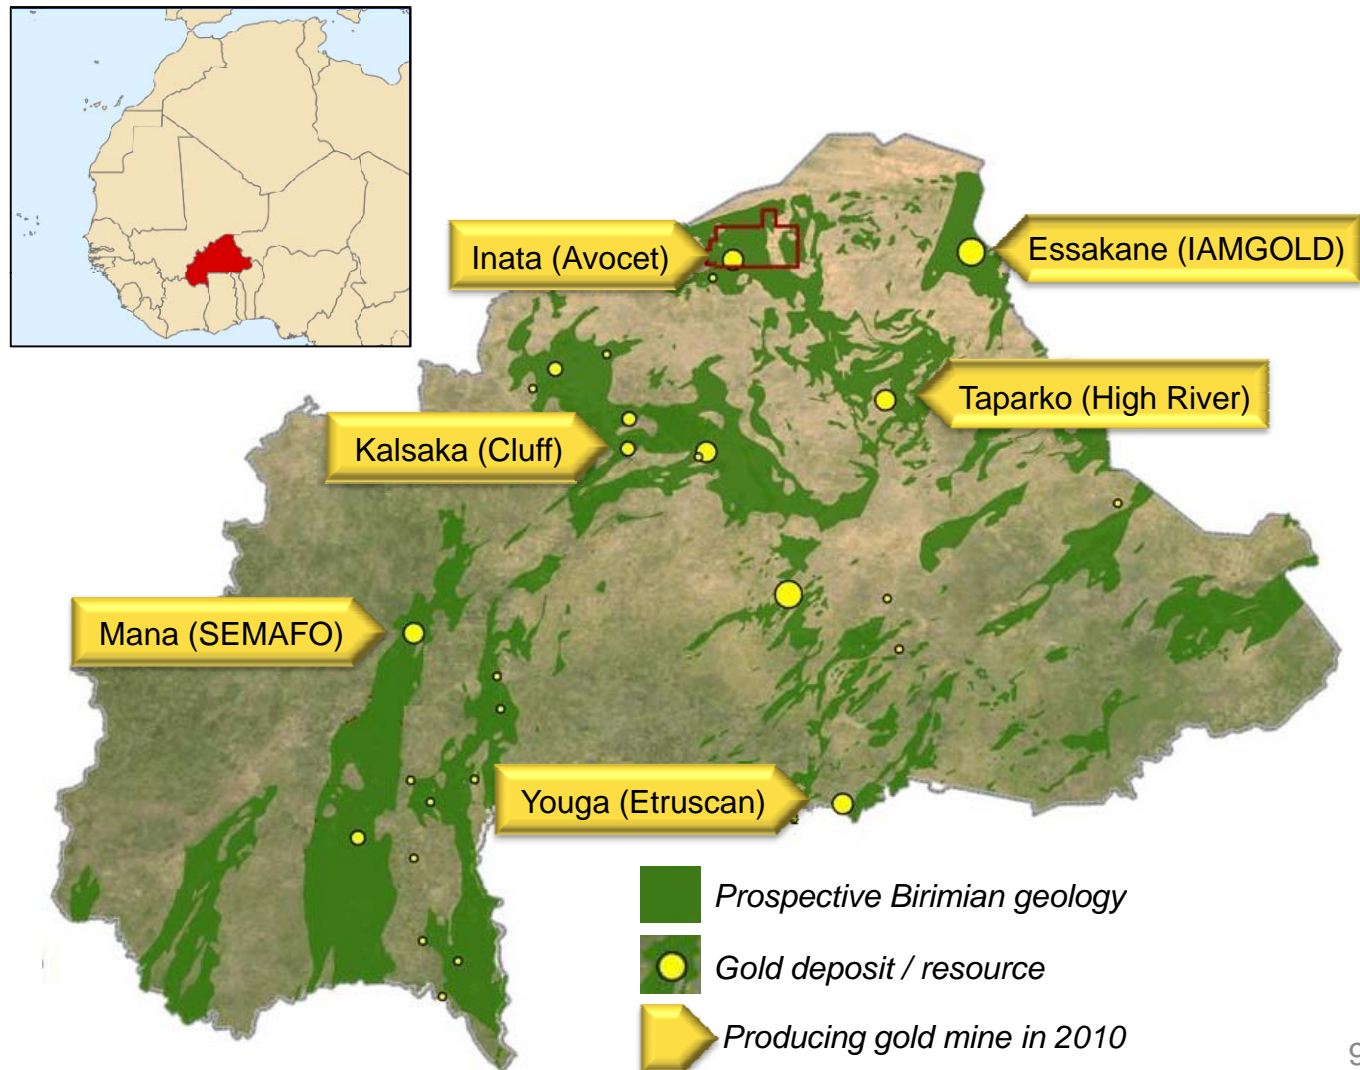 Inata (Avocet)
Essakane (IAMGOLD)
Taparko (High River)
Kalsaka (Cluff)
Mana (SEMAFO)
Youga (Etruscan)
Prospective Birimian geology
Gold deposit / resource
Producing gold mine in 2010
9